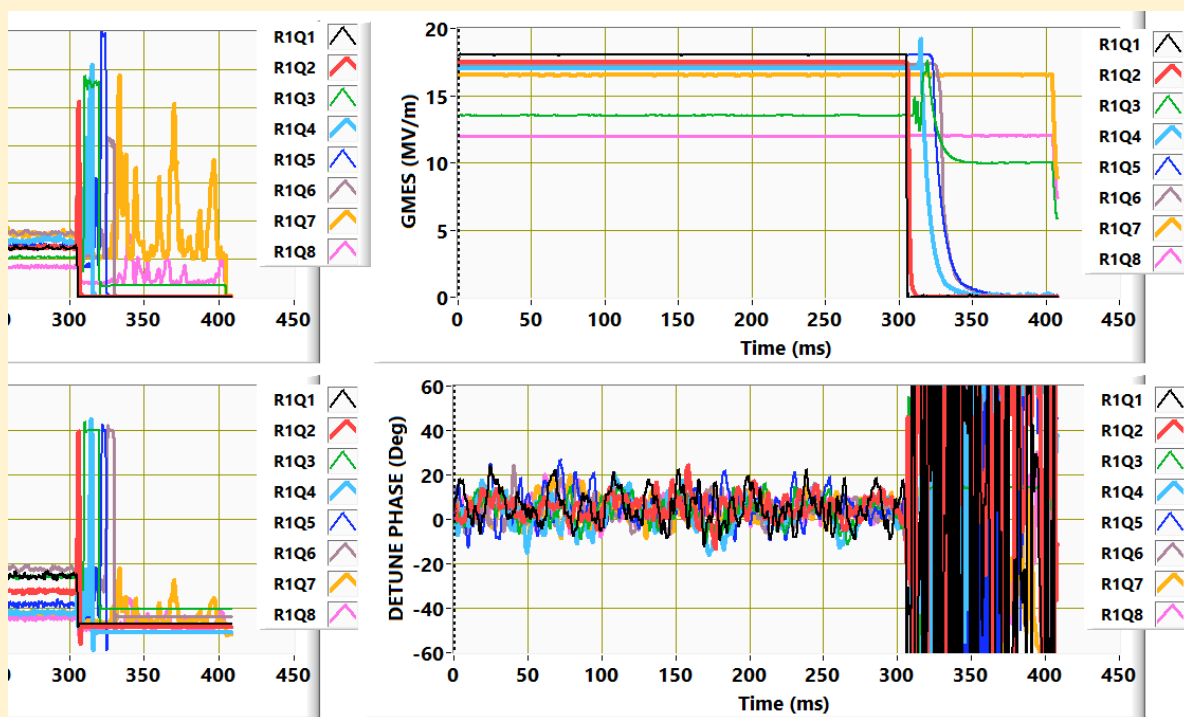 R1Q1
R1Q2
R1Q3
R1Q4
R1Q5
R1Q6
R1Q7
R1Q8
300
350
400
450
GMES (MV/m)
20
15
10
5
0
0
50
100
150
200
250
300
350
400
450
Time (ms)
R1Q1
R1Q2
R1Q3
R1Q4
R1Q5
R1Q6
R1Q7
R1Q8
R1Q1
R1Q2
R1Q3
R1Q4
R1Q5
R1Q6
R1Q7
R1Q8
300
350
400
450
DETUNE PHASE (Deg)
60
40
20
0
-20
-40
-60
0
50
100
150
200
250
300
350
400
450
Time (ms)
R1Q1
R1Q2
R1Q3
R1Q4
R1Q5
R1Q6
R1Q7
R1Q8